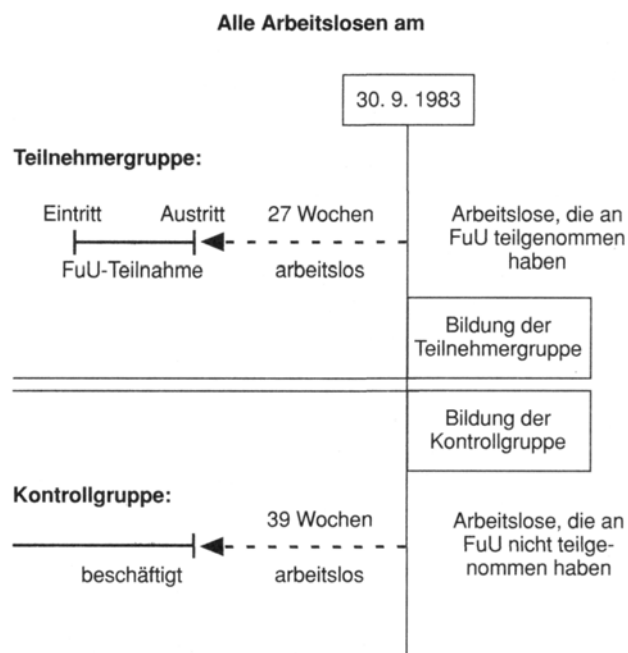 Alle Arbeitslosen am
30. 9. 1983
Teilnehmergruppe:
Eintritt
Austritt
27 Wochen
Arbeitslose, die an
FuU teilgenommen
haben
FuU-Teilnahme
arbeitslos
Bildung der
Teilnehmergruppe
Bildung der
Kontrollgruppe
Kontrollgruppe:
39 Wochen
Arbeitslose, die an
FuU nicht teilge-
nommen haben
beschäftigt
arbeitslos